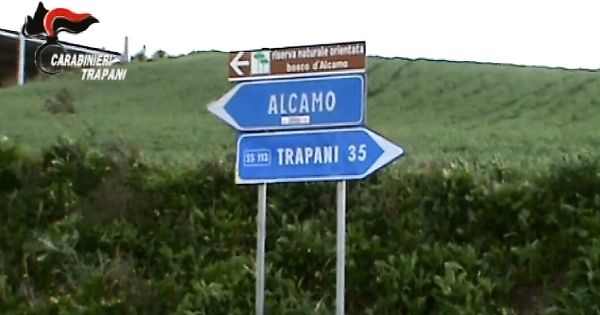 CARABINIERI
TRAPANI
riserva naturale orientata
bosco d'Alcamo
ALCAMO
SS 113 TRAPANI 35